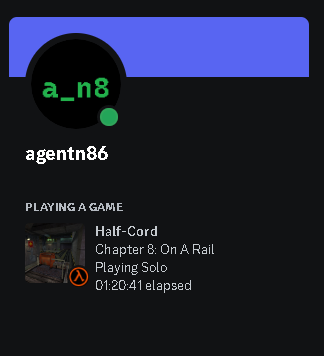 a_n8
agentn86
PLAYING A GAME
Half-Cord
Chapter 8: On A Rail
Playing Solo
01:20:41 elapsed